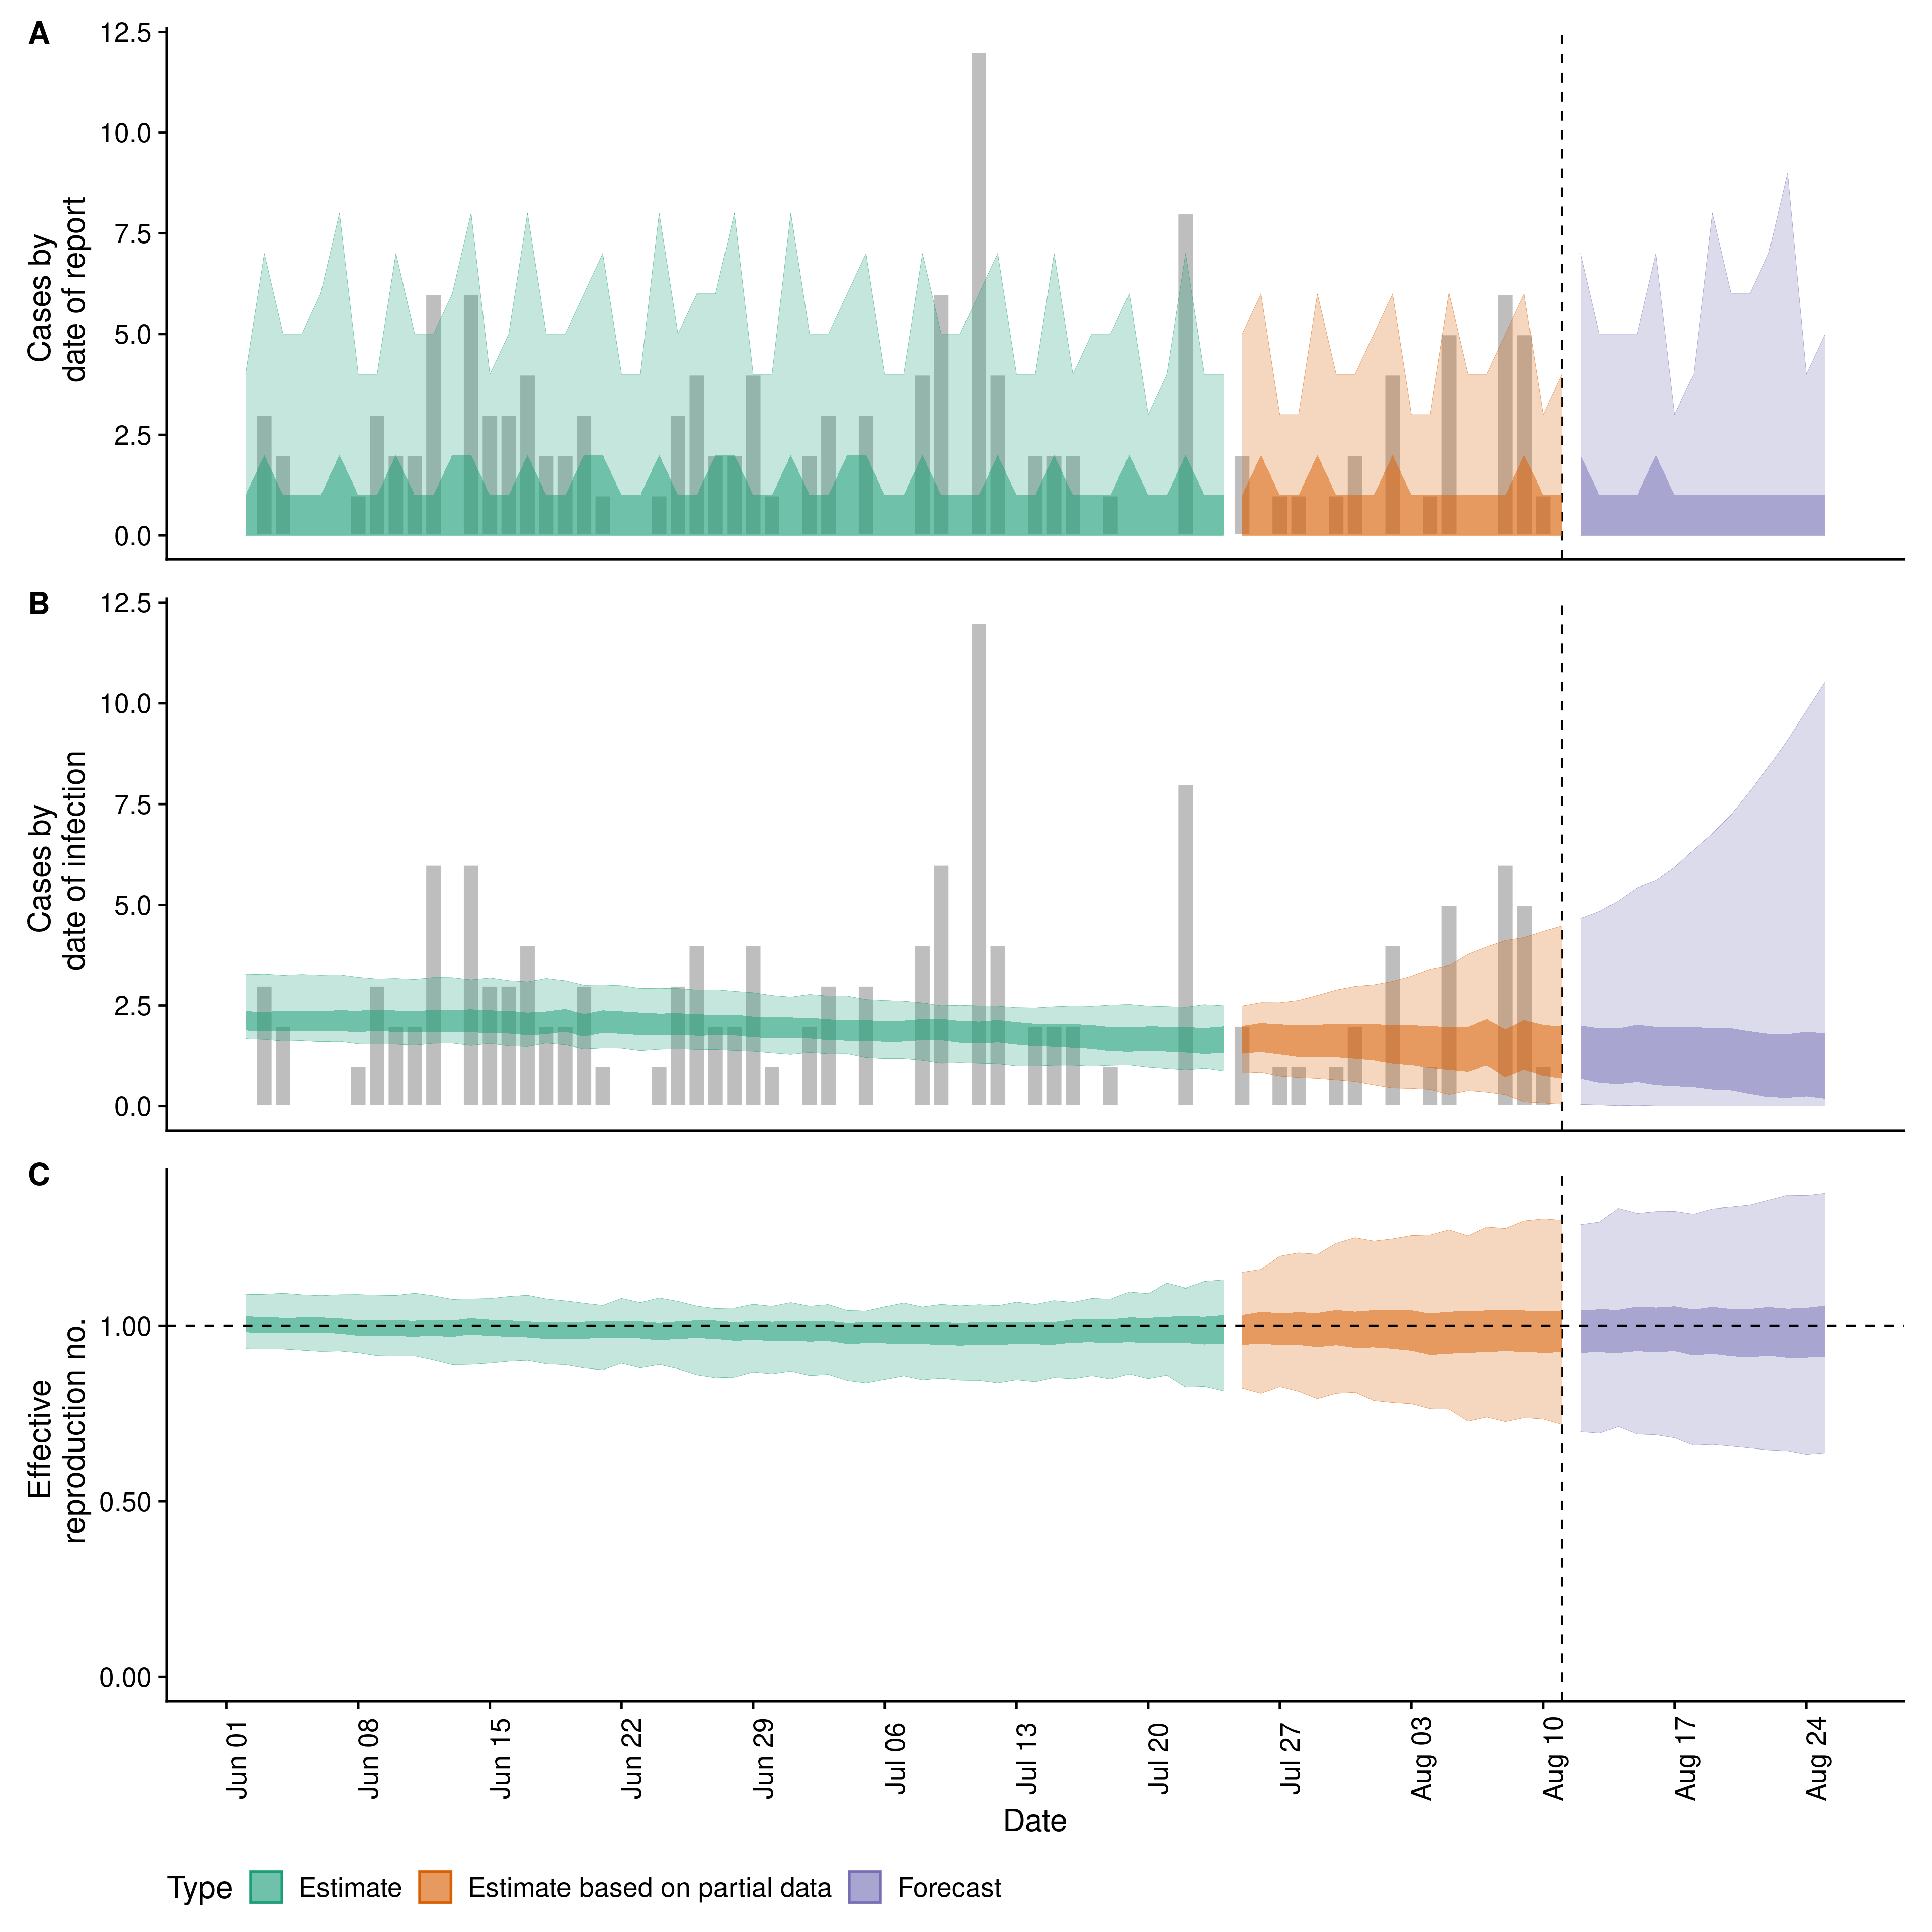 A
12.5
10.0
7.5
5.0
2.5
0.0
Cases by
date of report
B
12.5
10.0
7.5
5.0
2.5
0.0
Cases by
date of infection
C
1.00
0.50
0.00
Effective
reproduction no.
Jun 01
Jun 08
Jun 15
Jun 22
Jun 29
Jul 06
Jul 13
Jul 20
Jul 27
Aug 03
Aug 10
Aug 17
Aug 24
Date
Type
Estimate
Estimate based on partial data
Forecast